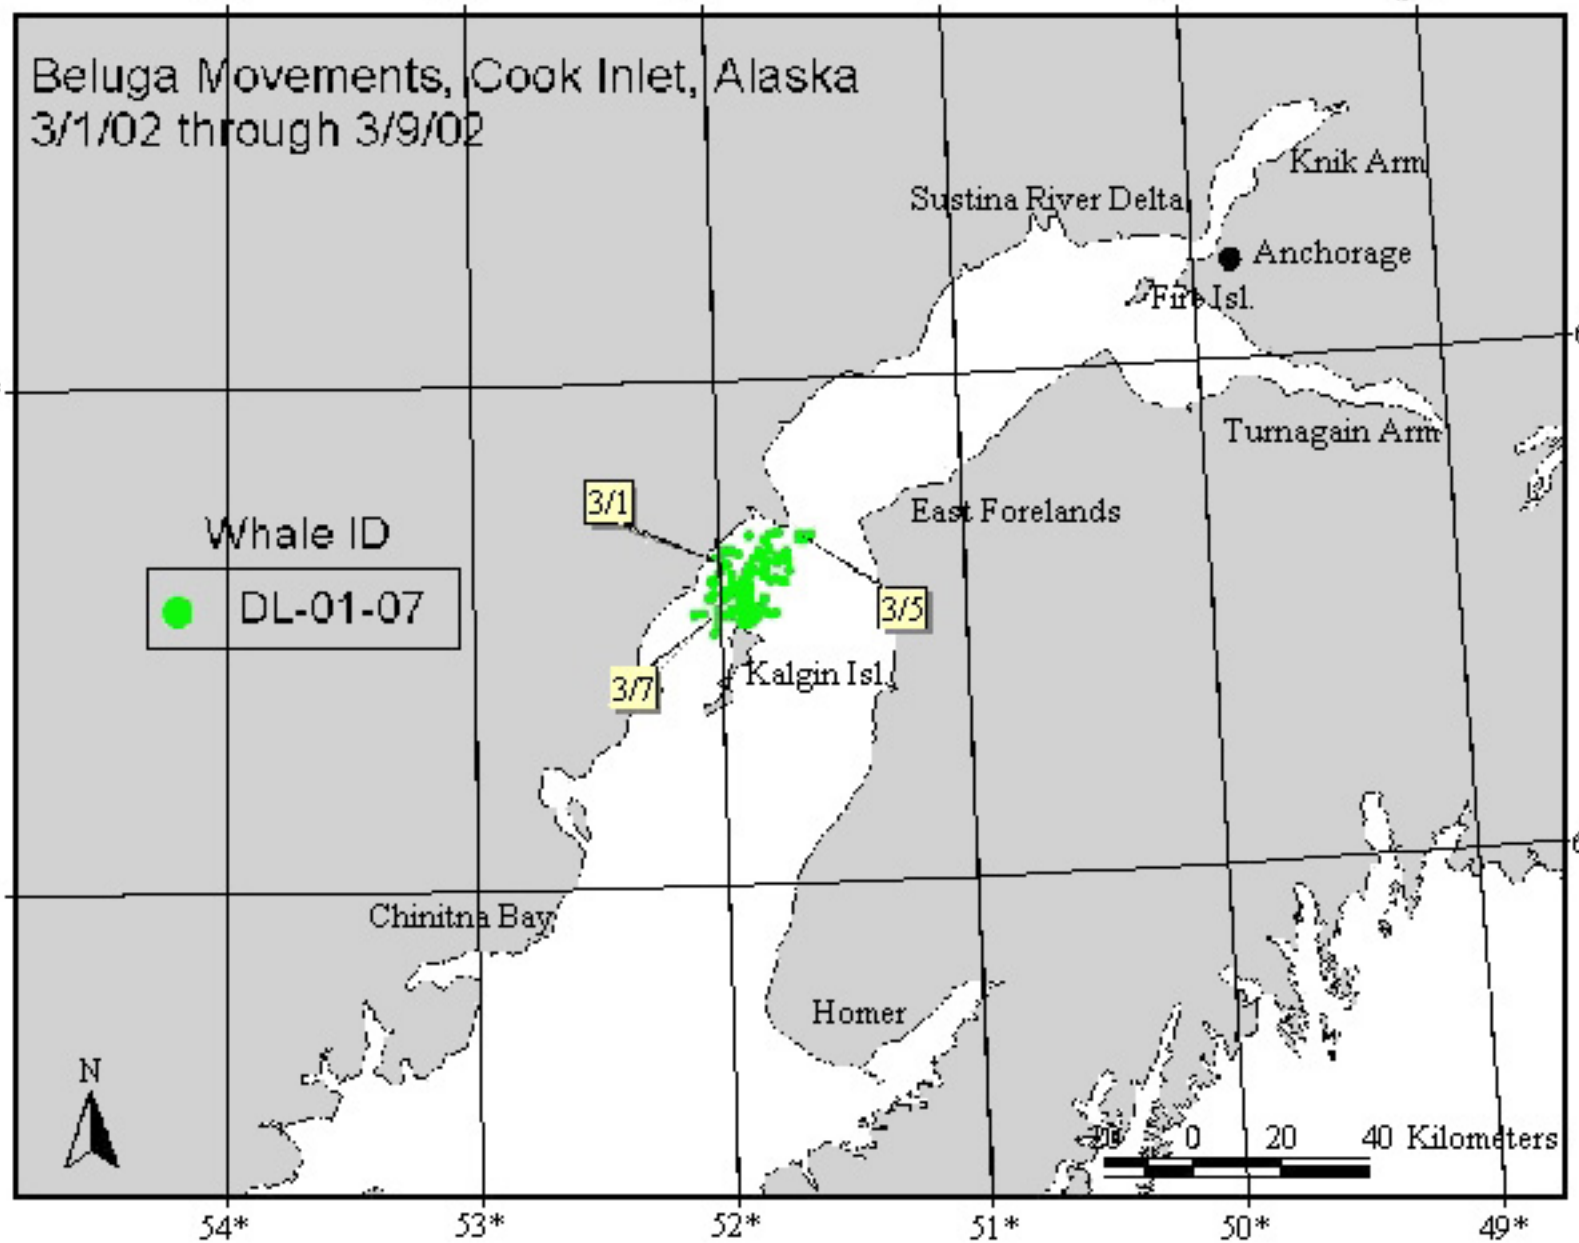 Beluga Movements, Cook Inlet, Alaska
3/1/02 through 3/9/02
Knik Arm
Sustina River Delta
Anchorage
Fire Isl.
Turnagain Arm
3/1
East Forelands
Whale ID
DL-01-07
3/5
Kalgin Isl.
3/7
Chinitna Bay
Homer
N
20 0 20 40 Kilometers
54* 53* 52* 51* 50* 49*